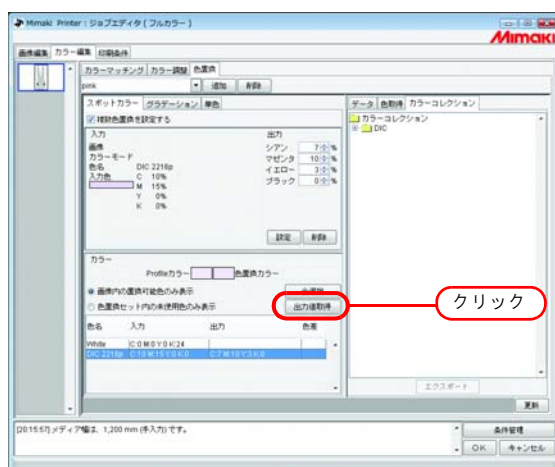 Mimaki Printer : ジョブエディタ ( フルカラー )
Mimaki
画像編集 カラー編集 印刷条件
カラーマッチング カラー調整 色置換
pink 追加 削除
スポットカラー グラデーション 単色
複数色置換を設定する
入力
画像
カラーモード
色名 DIC 2216p
入力色 C 10%
M 15%
Y 0%
K 0%
出力
シアン 7 %
マゼンタ 10 %
イエロー 3 %
ブラック 0 %
設定 削除
カラー
Profileカラー 色置換カラー
画像内の置換可能色のみ表示
色置換セット内の未使用色のみ表示
出力値取得
色名 入力 出力 色差
White C:0 M:0 Y:0 K:24
DIC 2216p C:10 M:15 Y:0 K:0 C:7 M:10 Y:3 K:0
データ 色取得 カラーコレクション
カラーコレクション
DIC
クリック
エクスポート
更新
[20:15:57] メディア幅は、1,200 mm (手入力) です。
条件管理
OK キャンセル